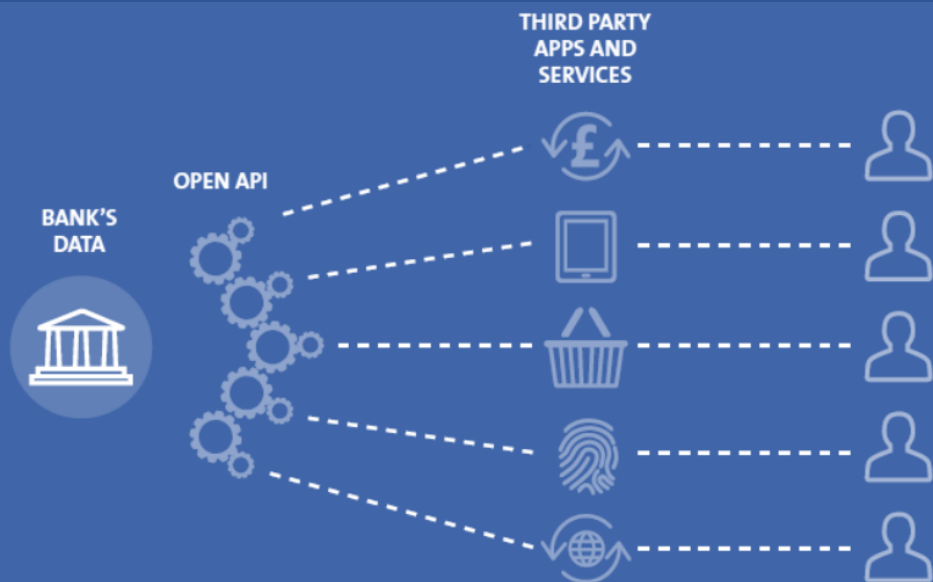 THIRD PARTY
APPS AND
SERVICES
OPEN API
BANK'S
DATA
£